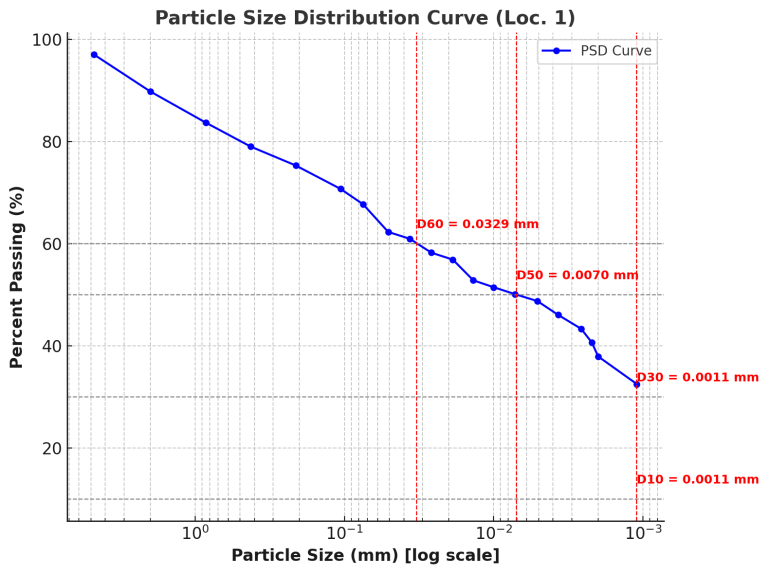 Particle Size Distribution Curve (Loc. 1)
100
PSD Curve
80
D60 = 0.0329 mm
60
D50 = 0.0070 mm
40
D30 = 0.0011 mm
20
D10 = 0.0011 mm
Percent Passing (%)
10⁰ 10⁻¹ 10⁻² 10⁻³
Particle Size (mm) [log scale]